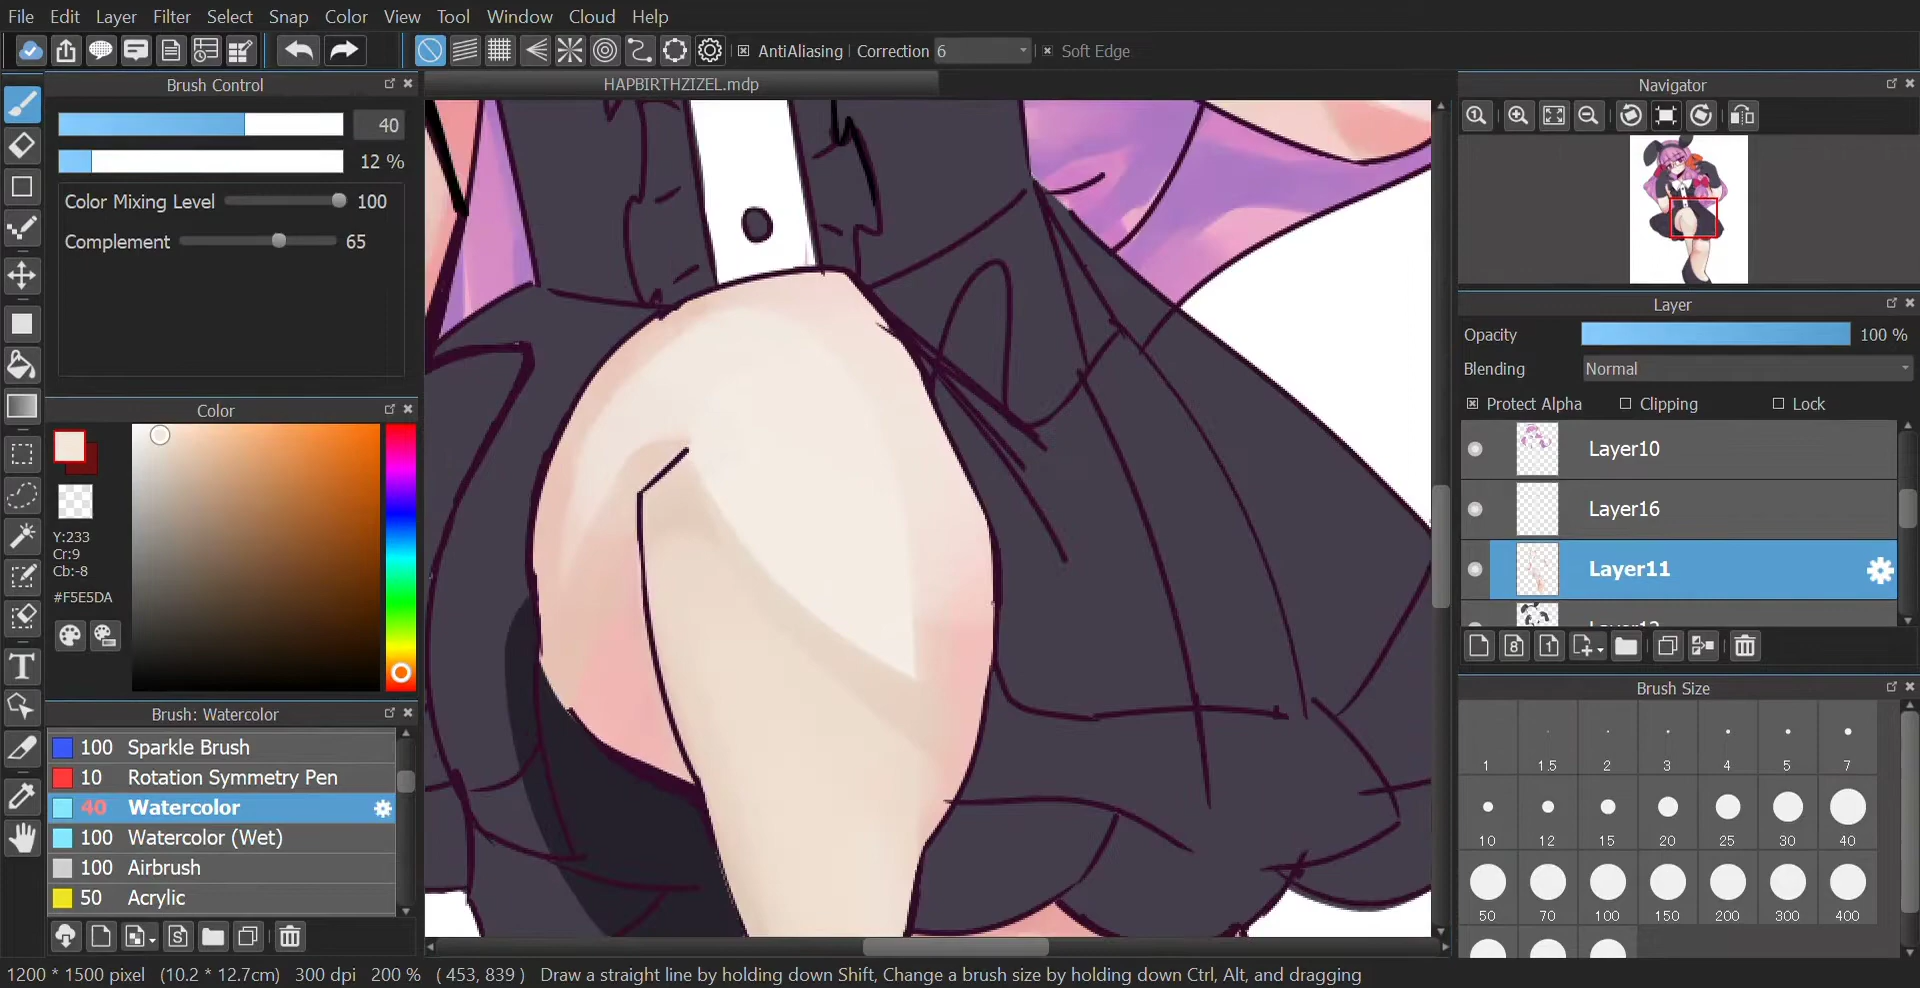 File Edit Layer Filter Select Snap Color View Tool Window Cloud Help
AntiAliasing Correction 6 Soft Edge
Brush Control
HAPBIRTHZIZEL.mdp
Navigator
40
12 %
Color Mixing Level 100
Complement 65
Color
Y:233
Cr:9
Cb:-8
#F5E5DA
Brush: Watercolor
100 Sparkle Brush
10 Rotation Symmetry Pen
40 Watercolor
100 Watercolor (Wet)
100 Airbrush
50 Acrylic
Layer
Opacity 100 %
Blending Normal
Protect Alpha Clipping Lock
Layer10
Layer16
Layer11
Brush Size
1 1.5 2 3 4 5 7
10 12 15 20 25 30 40
50 70 100 150 200 300 400
1200 * 1500 pixel (10.2 * 12.7cm) 300 dpi 200 % ( 453, 839 ) Draw a straight line by holding down Shift, Change a brush size by holding down Ctrl, Alt, and dragging